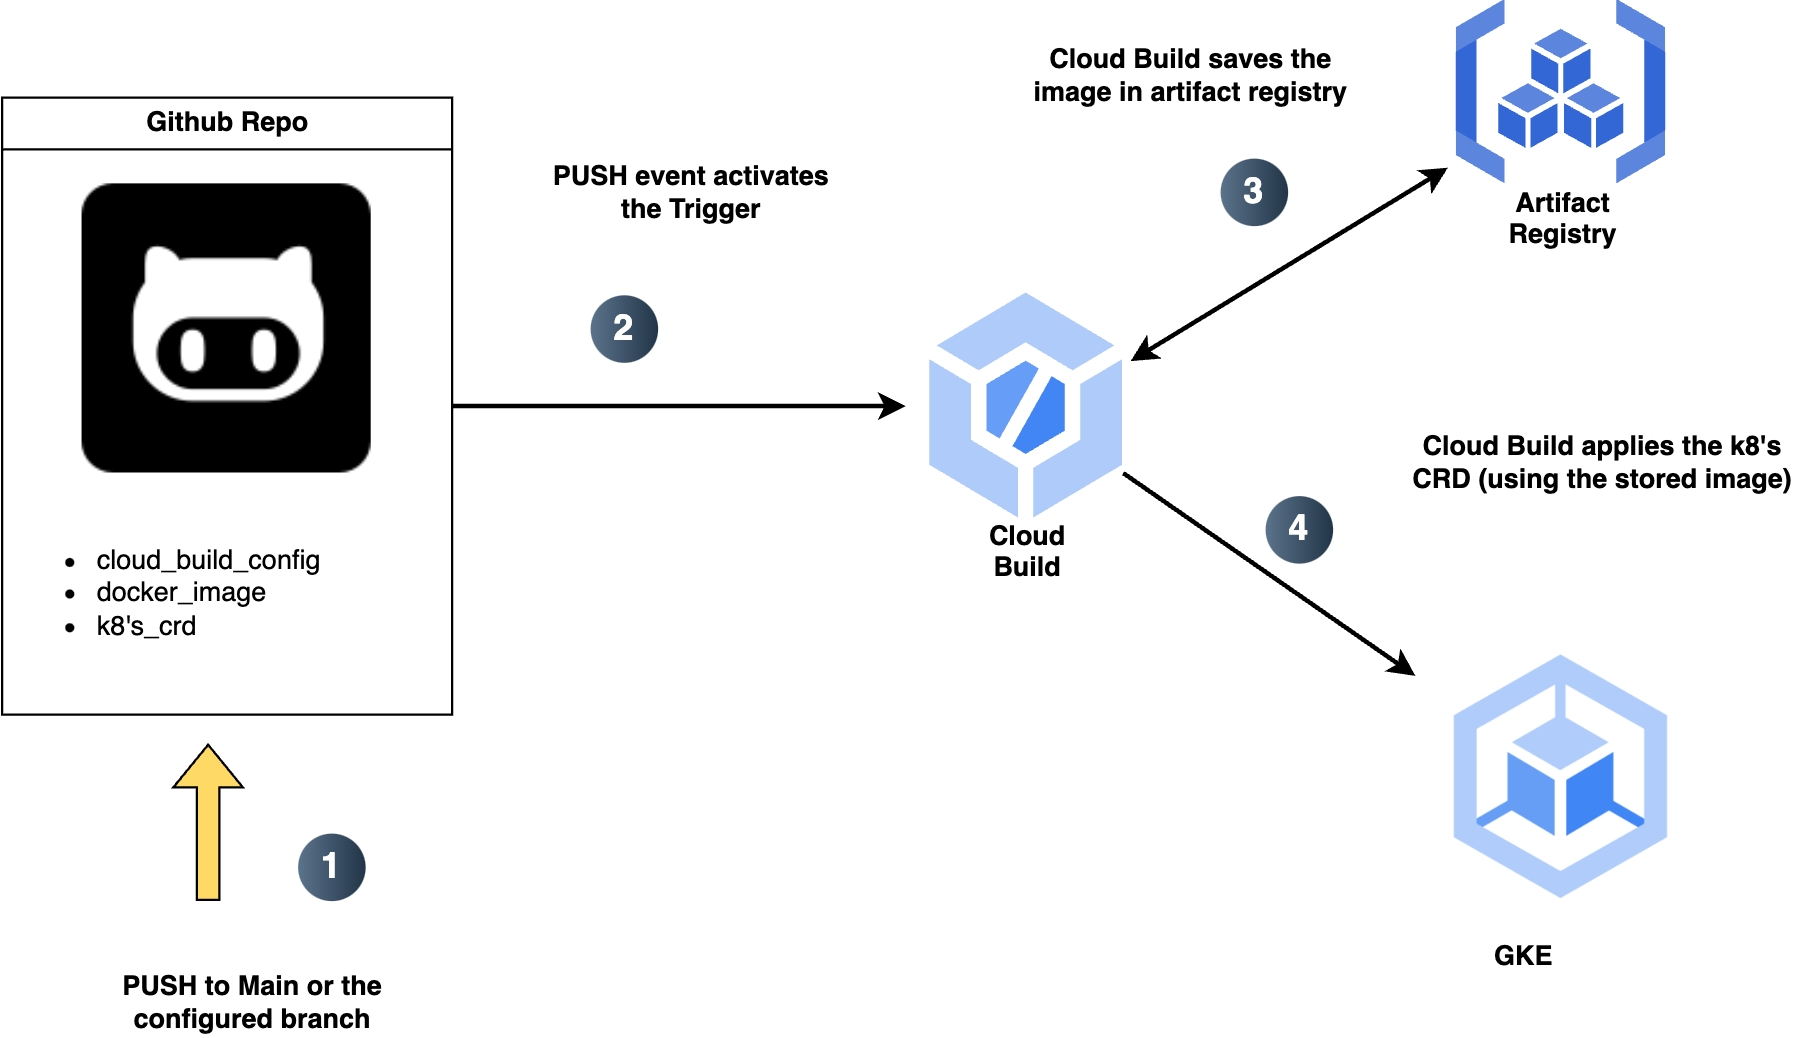 Github Repo
cloud_build_config
docker_image
k8's_crd
1
PUSH to Main or the
configured branch
PUSH event activates
the Trigger
2
Cloud
Build
Cloud Build saves the
image in artifact registry
3
Artifact
Registry
Cloud Build applies the k8's
CRD (using the stored image)
4
GKE